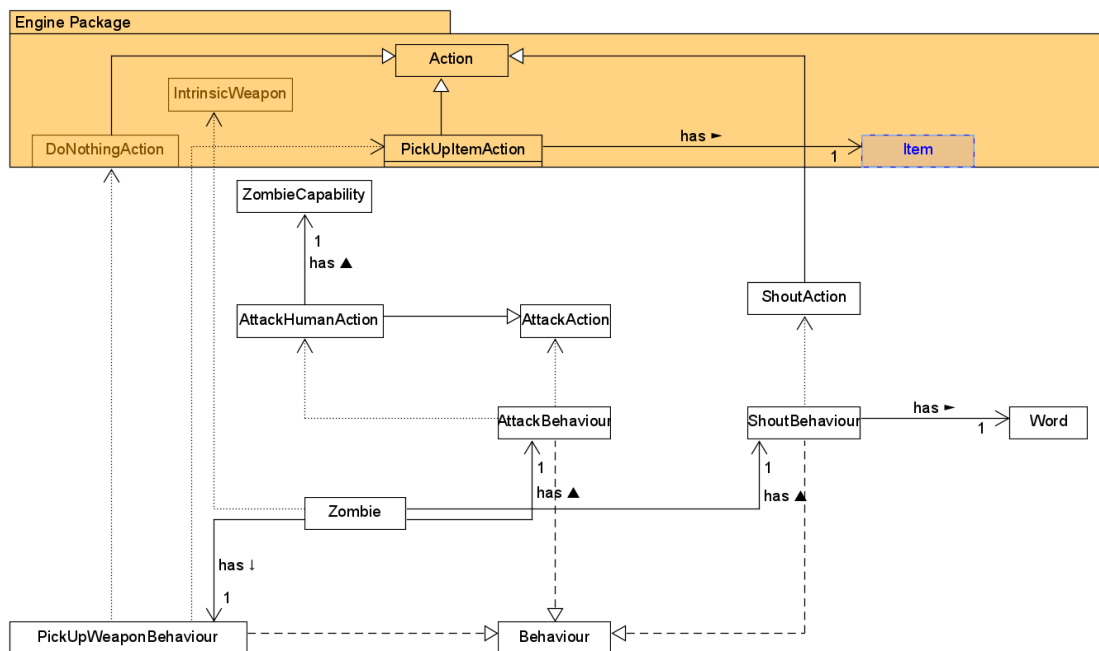 Engine Package
Action
IntrinsicWeapon
has ►
DoNothingAction
PickUpItemAction
1
Item
ZombieCapability
1
has ▲
ShoutAction
AttackHumanAction
AttackAction
has ►
AttackBehaviour
ShoutBehaviour
1
Word
1
1
has ▲
has ▲
Zombie
has ↓
1
PickUpWeaponBehaviour
Behaviour